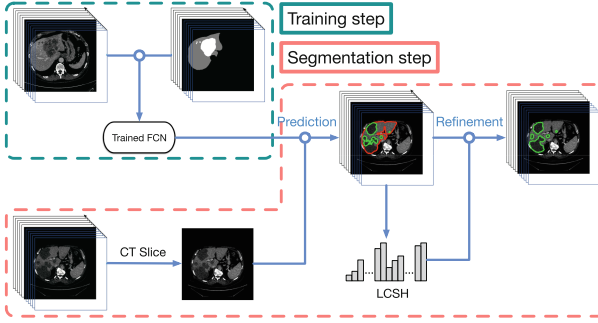 Training step
Segmentation step
Trained FCN
Prediction
Refinement
CT Slice
LCSH